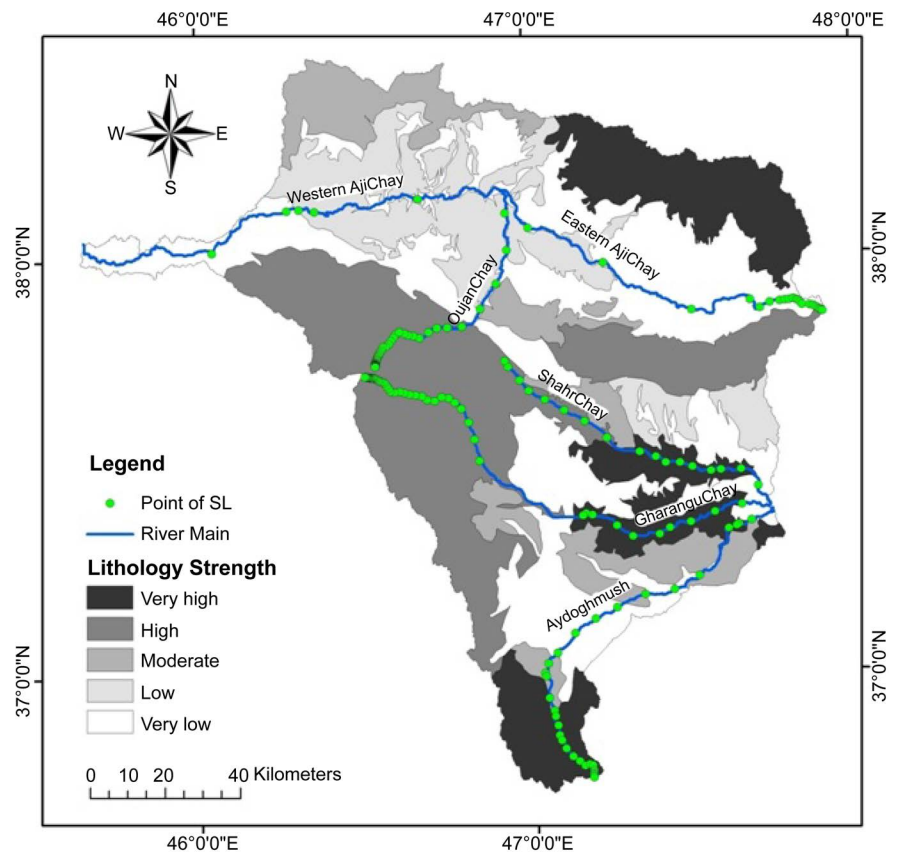 46°0'0"E 47°0'0"E 48°0'0"E
N
W E
S
Western AjiChay
Eastern AjiChay
38°0'0"N
38°0'0"N
OujanChay
ShahrChay
GharanguChay
Aydoghmush
Legend
Point of SL
River Main
Lithology Strength
Very high
High
Moderate
Low
Very low
37°0'0"N
37°0'0"N
0 10 20 40 Kilometers
46°0'0"E 47°0'0"E